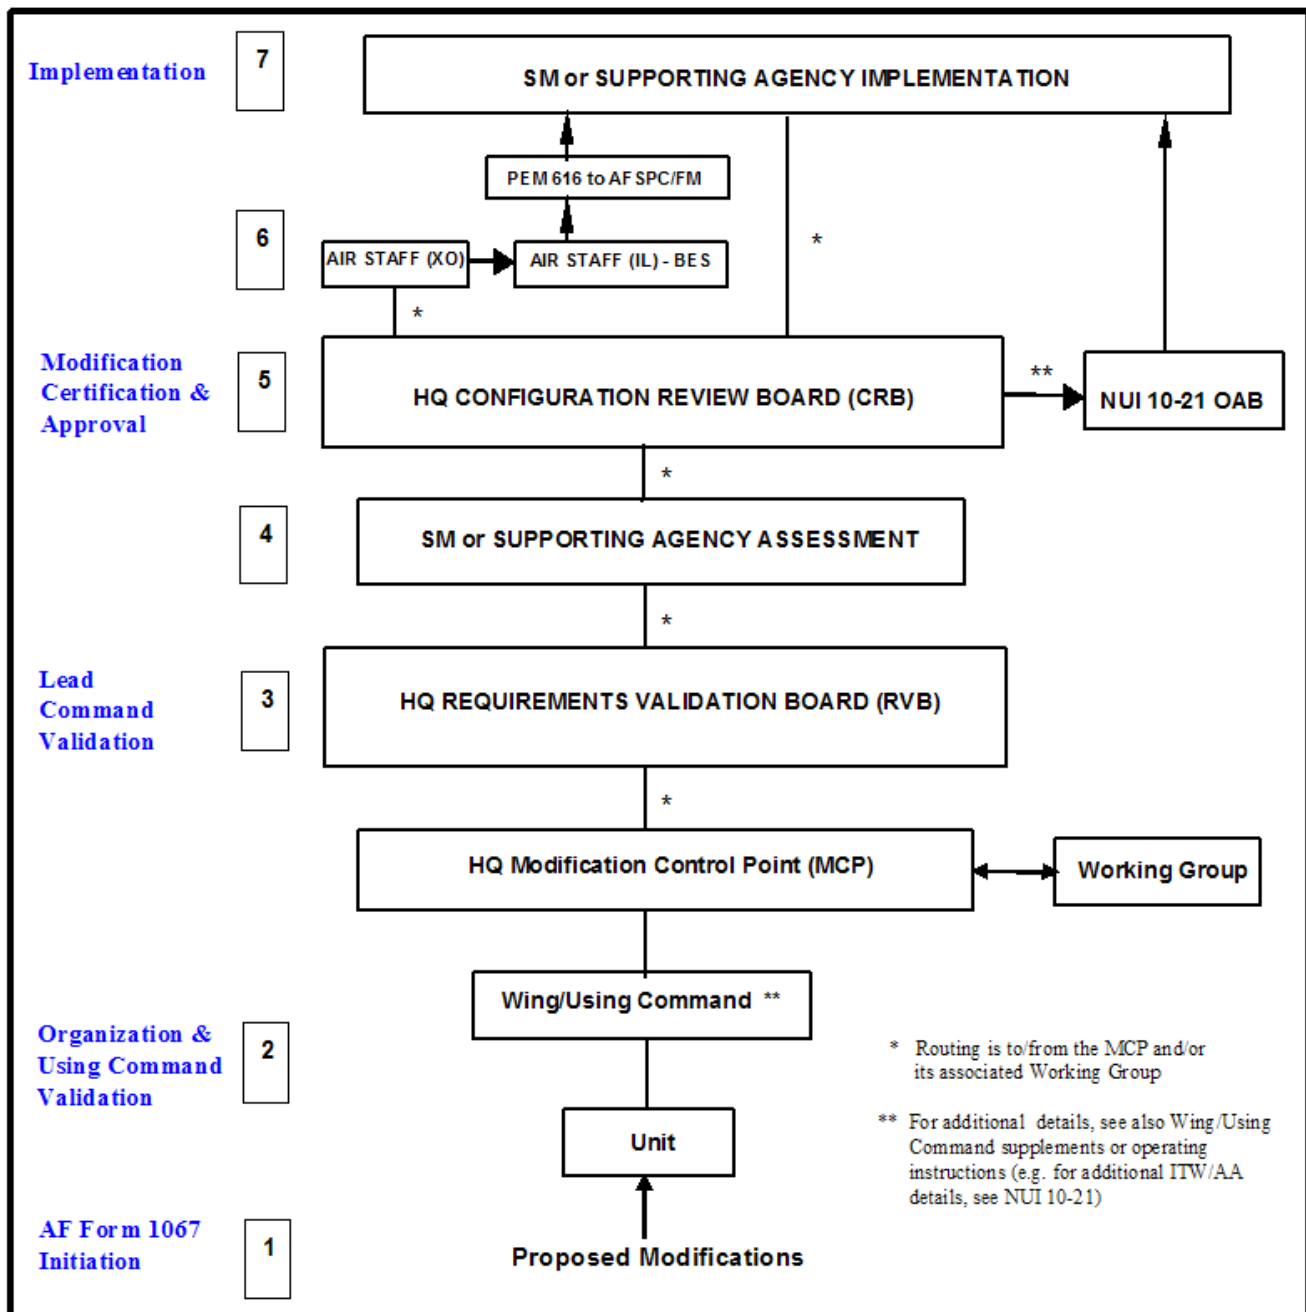 Implementation
7
SM or SUPPORTING AGENCY IMPLEMENTATION
PEM 616 to AFSPC/FM
6
*
AIR STAFF (XO)
AIR STAFF (IL) - BES
*
Modification
Certification &
Approval
5
HQ CONFIGURATION REVIEW BOARD (CRB)
**
NUI 10-21 OAB
*
4
SM or SUPPORTING AGENCY ASSESSMENT
*
Lead
Command
Validation
3
HQ REQUIREMENTS VALIDATION BOARD (RVB)
*
HQ Modification Control Point (MCP)
Working Group
Wing/Using Command **
Organization &
Using Command
Validation
2
* Routing is to/from the MCP and/or
its associated Working Group
Unit
** For additional details, see also Wing/Using
Command supplements or operating
instructions (e.g. for additional ITW/AA
details, see NUI 10-21)
AF Form 1067
Initiation
1
Proposed Modifications